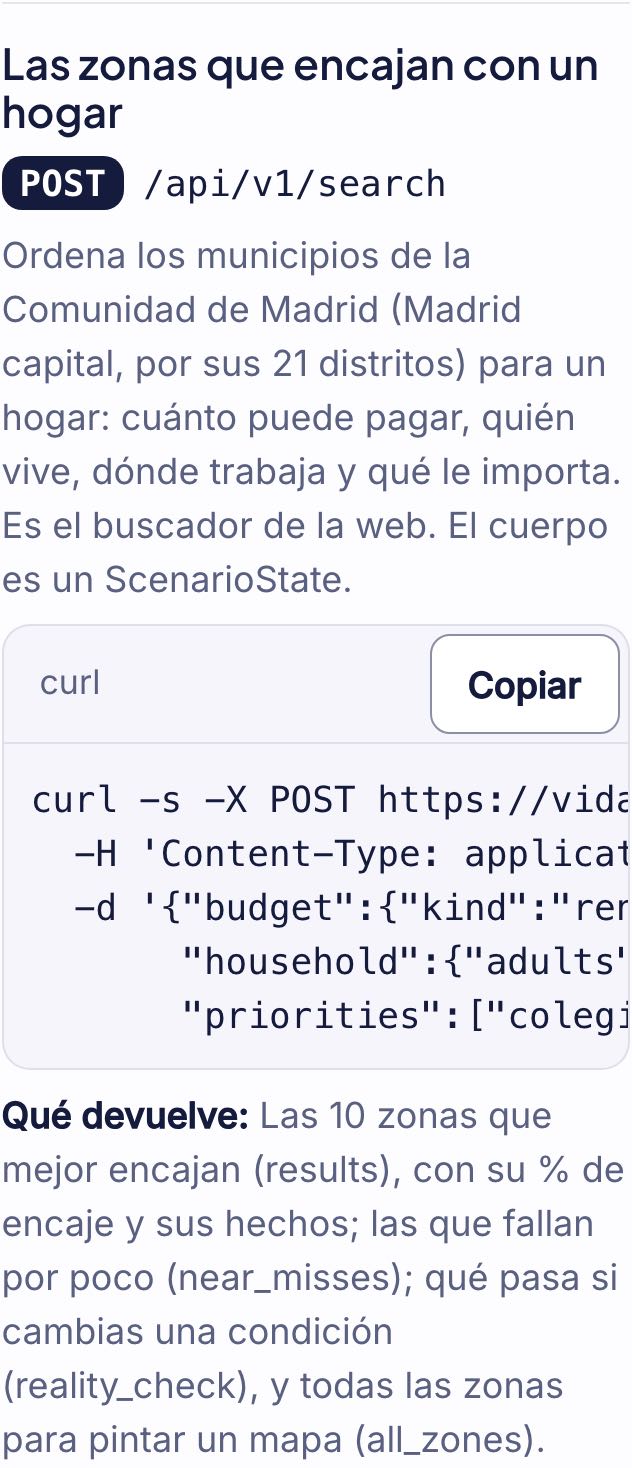 Las zonas que encajan con un
hogar
POST /api/v1/search
Ordena los municipios de la
Comunidad de Madrid (Madrid
capital, por sus 21 distritos) para un
hogar: cuánto puede pagar, quién
vive, dónde trabaja y qué le importa.
Es el buscador de la web. El cuerpo
es un ScenarioState.
curl
Copiar
curl -s -X POST https://vida
-H 'Content-Type: applicat
-d '{"budget":{"kind":"ren
"household":{"adults"
"priorities":["colegi
Qué devuelve: Las 10 zonas que
mejor encajan (results), con su % de
encaje y sus hechos; las que fallan
por poco (near_misses); qué pasa si
cambias una condición
(reality_check), y todas las zonas
para pintar un mapa (all_zones).